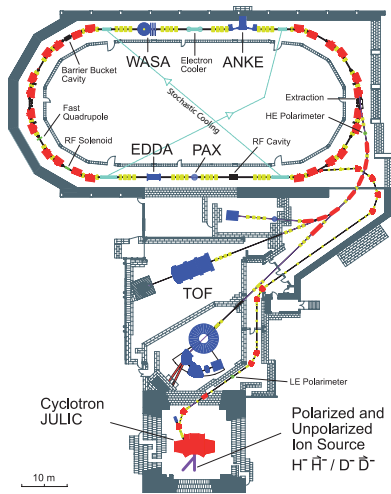 WASA
Electron
Cooler
ANKE
Barrier Bucket
Cavity
Stochastic Cooling
Extraction
HE Polarimeter
Fast
Quadrupole
RF Solenoid
EDDA
PAX
RF Cavity
TOF
LE Polarimeter
Cyclotron
JULIC
Polarized and
Unpolarized
Ion Source
H⁻ H⃗⁻ / D⁻ D⃗⁻
10 m